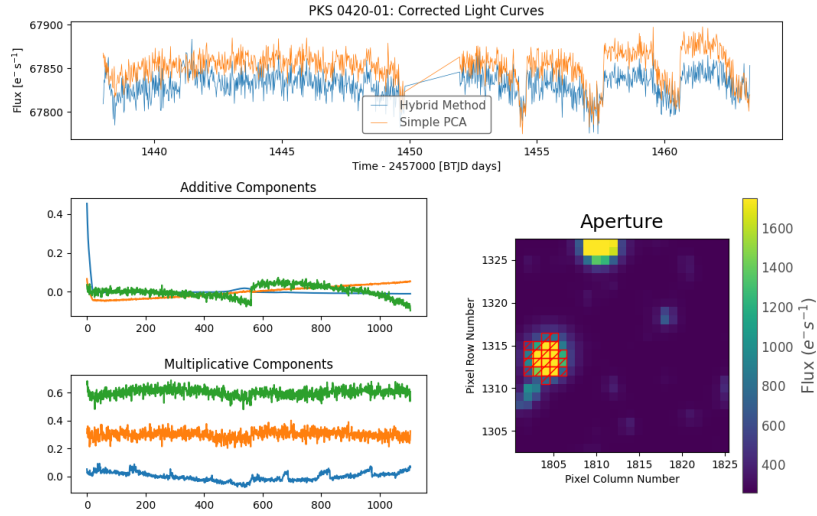 PKS 0420-01: Corrected Light Curves
67900
67850
67800
Flux [e⁻ s⁻¹]
Hybrid Method
Simple PCA
1440 1445 1450 1455 1460
Time - 2457000 [BTJD days]
Additive Components
0.4
0.2
0.0
0 200 400 600 800 1000
Multiplicative Components
0.6
0.4
0.2
0.0
0 200 400 600 800 1000
Aperture
1325
1320
1315
1310
1305
Pixel Row Number
1805 1810 1815 1820 1825
Pixel Column Number
1600
1400
1200
1000
800
600
400
Flux (e⁻s⁻¹)